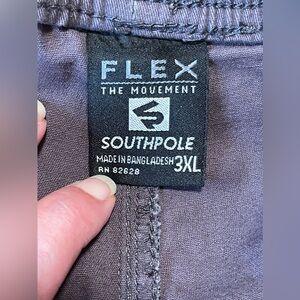 FLEX
THE MOVEMENT
SOUTHPOLE
MADE IN BANGLADESH 3XL
RN 82628